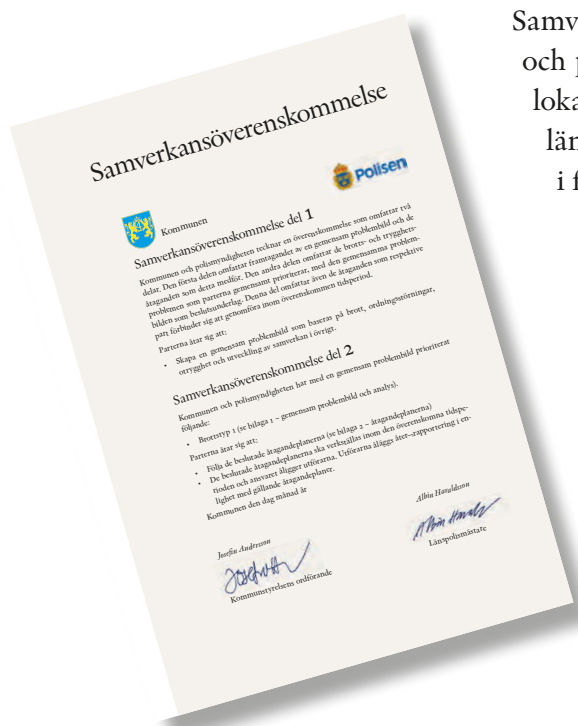 Samverkansöverenskommelse
Kommunen
Polisen
Samverkansöverenskommelse del 1
Kommunen och polismyndigheten tecknar en överenskommelse som omfattar två
delar. Den första delen omfattar framtagandet av en gemensam problembild och de
åtaganden som detta medför. Den andra delen omfattar de brotts- och trygghets-
problemen som parterna gemensamt prioriterar, med den gemensamma problem-
bilden som beslutsunderlag. Denna del omfattar även de åtaganden som respektive
part förbinder sig att genomföra inom överenskommen tidsperiod.
Parterna åtar sig att:
• Skapa en gemensam problembild som baseras på brott, ordningsstörningar,
otrygghet och utveckling av samverkan i övrigt.
Samverkansöverenskommelse del 2
Kommunen och polismyndigheten har med en gemensam problembild prioriterat
följande:
• Brottstyp 1 (se bilaga 1 – gemensam problembild och analys).
Parterna åtar sig att:
• Följa de beslutade åtagandeplanerna (se bilaga 2 – åtagandeplanerna)
• De beslutade åtagandeplanerna ska verkställas inom den överenskomna tidspe-
rioden och ansvaret åligger utförarna. Utförarna åläggs åter-rapportering i en-
lighet med gällande åtagandeplaner.
Kommunen den dag månad år
Josefin Andersson
Kommunstyrelsens ordförande
Albin Haraldsson
Länspolismästare
Samv
och p
loka
län
i f